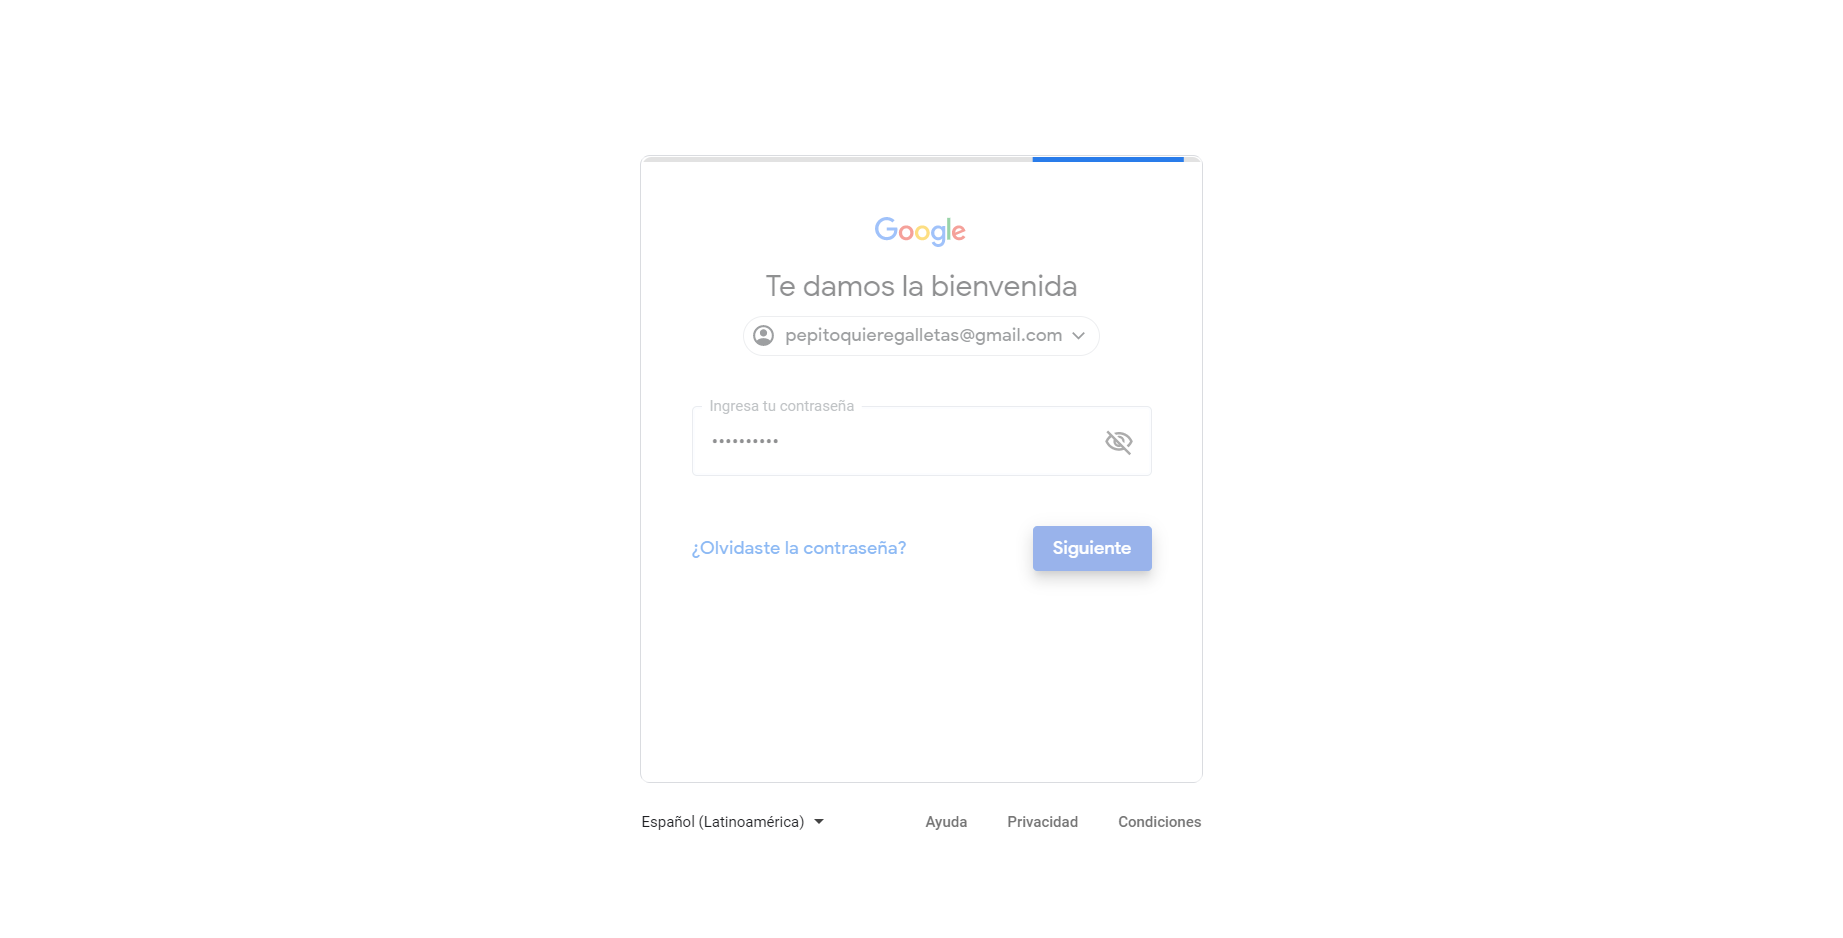 Google
Te damos la bienvenida
pepitoquieregalletas@gmail.com
Ingresa tu contraseña
••••••••••
¿Olvidaste la contraseña? Siguiente
Español (Latinoamérica) Ayuda Privacidad Condiciones